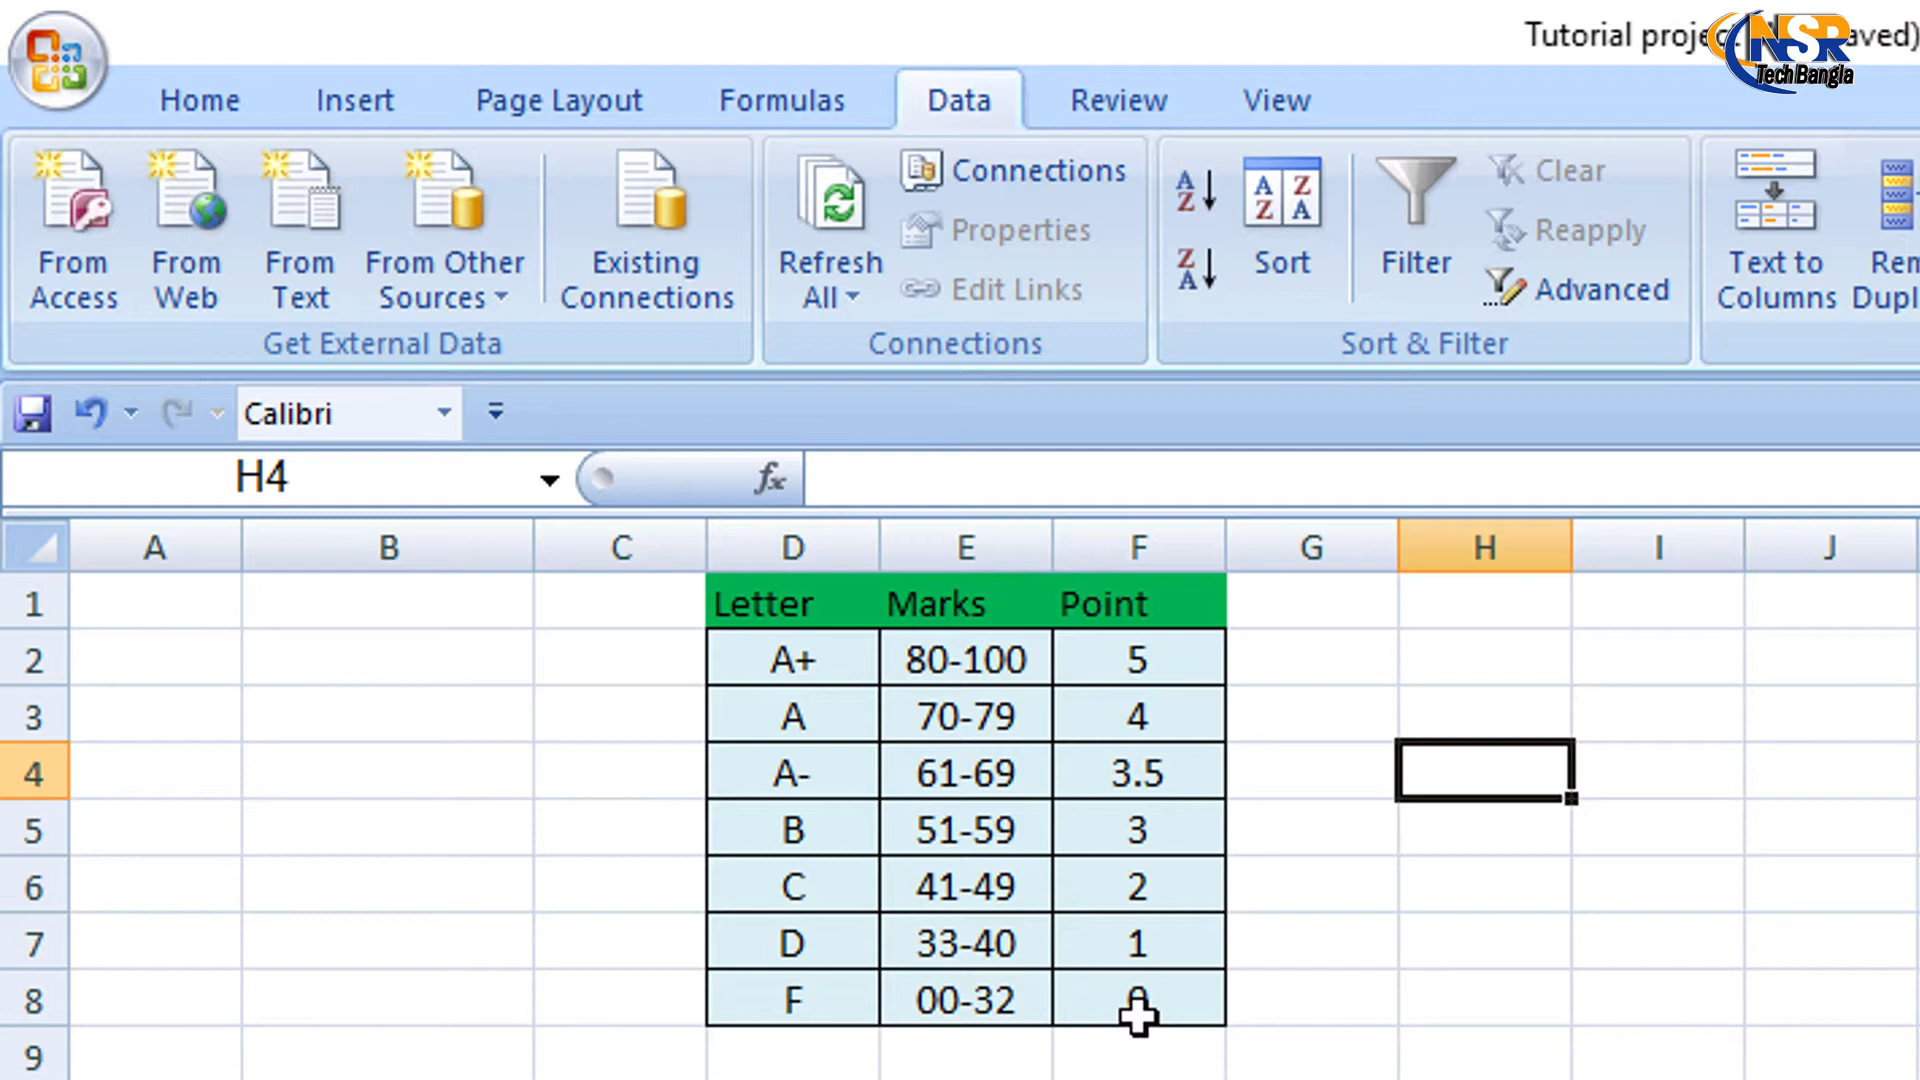 Tutorial project
aved)
NSR
TechBangla
Home Insert Page Layout Formulas Data Review View
From Access
From Web
From Text
From Other Sources
Existing Connections
Get External Data
Refresh All
Connections
Properties
Edit Links
Connections
A Z
Z A
A Z
Z A
Sort
Filter
Clear
Reapply
Advanced
Sort & Filter
Text to Columns
Rem
Dupl
Calibri
H4
fx
A B C D E F G H I J
1 Letter Marks Point
2 A+ 80-100 5
3 A 70-79 4
4 A- 61-69 3.5
5 B 51-59 3
6 C 41-49 2
7 D 33-40 1
8 F 00-32
9